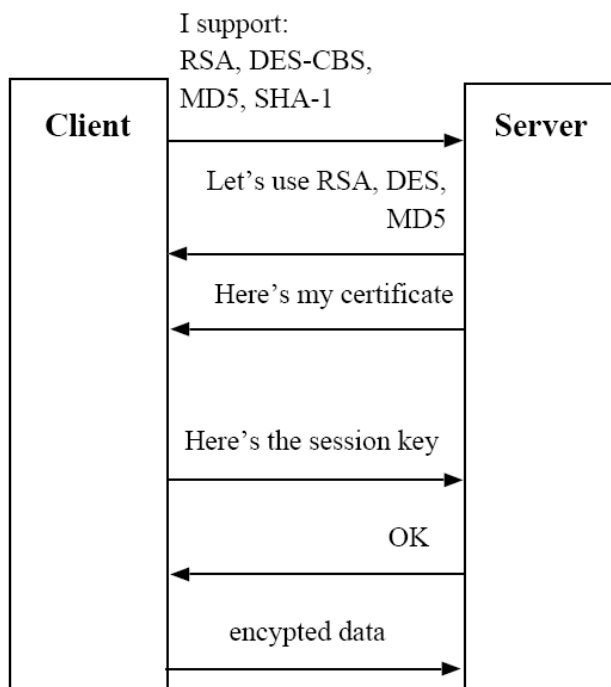 I support:
RSA, DES-CBS,
MD5, SHA-1
Client
Server
Let's use RSA, DES,
MD5
Here's my certificate
Here's the session key
OK
encypted data